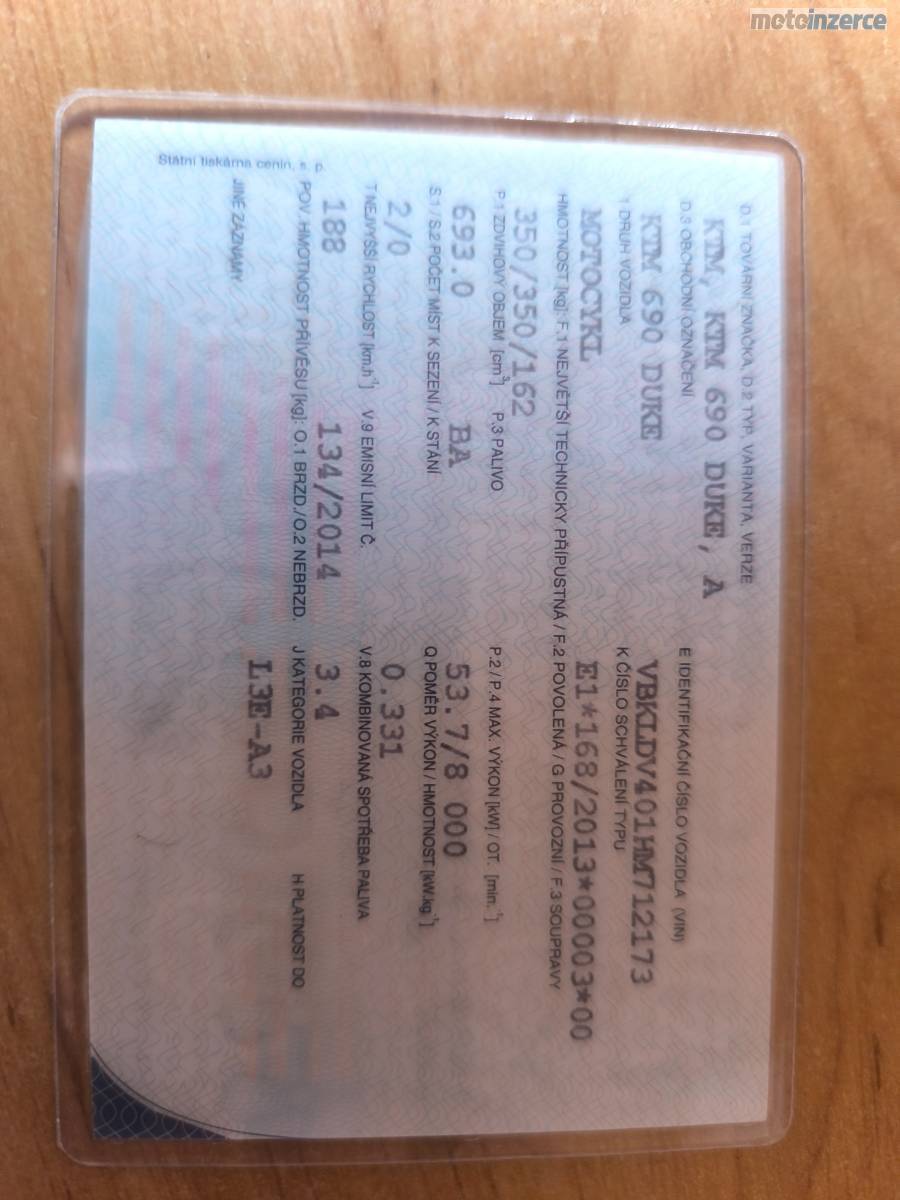 motoinzerce
D.1 TOVÁRNÍ ZNAČKA, D.2 TYP, VARIANTA, VERZE
KTM, KTM 690 DUKE, A
D.3 OBCHODNÍ OZNAČENÍ E IDENTIFIKAČNÍ ČÍSLO VOZIDLA (VIN)
KTM 690 DUKE VBKLDV401HM712173
1 DRUH VOZIDLA K ČÍSLO SCHVÁLENÍ TYPU
MOTOCYKL E1*168/2013*00003*00
HMOTNOST [kg]: F.1 NEJVĚTŠÍ TECHNICKY PŘÍPUSTNÁ / F.2 POVOLENÁ / G PROVOZNÍ / F.3 SOUPRAVY
350/350/162
P.1 ZDVIHOVÝ OBJEM [cm³] P.3 PALIVO P.2 / P.4 MAX. VÝKON [kW] / OT. [min.⁻¹]
693.0 BA 53.7/8 000
S.1 / S.2 POČET MÍST K SEZENÍ / K STÁNÍ Q POMĚR VÝKON / HMOTNOST [kW.kg⁻¹]
2/0 0.331
T NEJVYŠŠÍ RYCHLOST [km.h⁻¹] V.9 EMISNÍ LIMIT Č. V.8 KOMBINOVANÁ SPOTŘEBA PALIVA
188 134/2014 3.4
POV. HMOTNOST PŘÍVĚSU [kg]: O.1 BRZD./O.2 NEBRZD. J KATEGORIE VOZIDLA H PLATNOST DO
L3E-A3
JINÉ ZÁZNAMY
Státní tiskárna cenin, s. p.